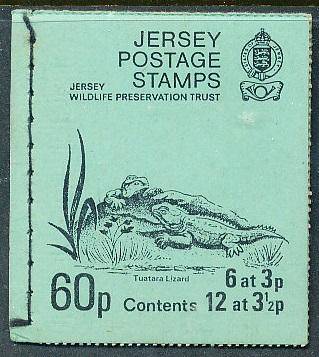 JERSEY
POSTAGE
STAMPS
JERSEY
WILDLIFE PRESERVATION TRUST
Tuatara Lizard
60p Contents 6 at 3p
12 at 3½p